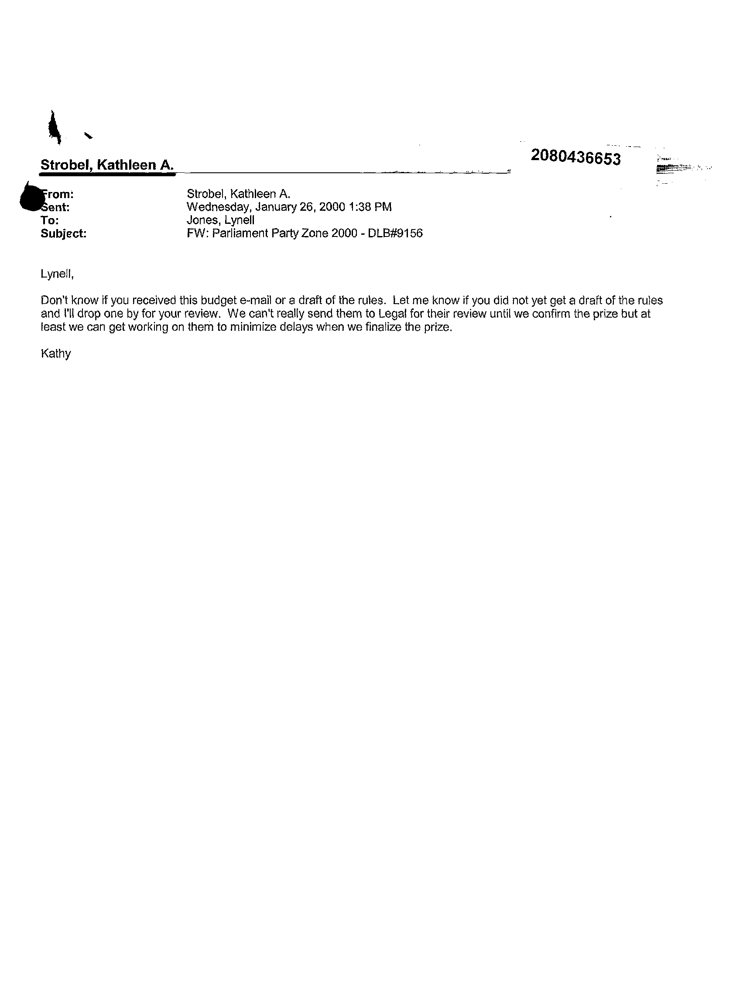 2080436653
Strobel, Kathleen A.
From: Strobel, Kathleen A.
Sent: Wednesday, January 26, 2000 1:38 PM
To: Jones, Lynell
Subject: FW: Parliament Party Zone 2000 - DLB#9156
Lynell,
Don't know if you received this budget e-mail or a draft of the rules. Let me know if you did not yet get a draft of the rules
and I'll drop one by for your review. We can't really send them to Legal for their review until we confirm the prize but at
least we can get working on them to minimize delays when we finalize the prize.
Kathy